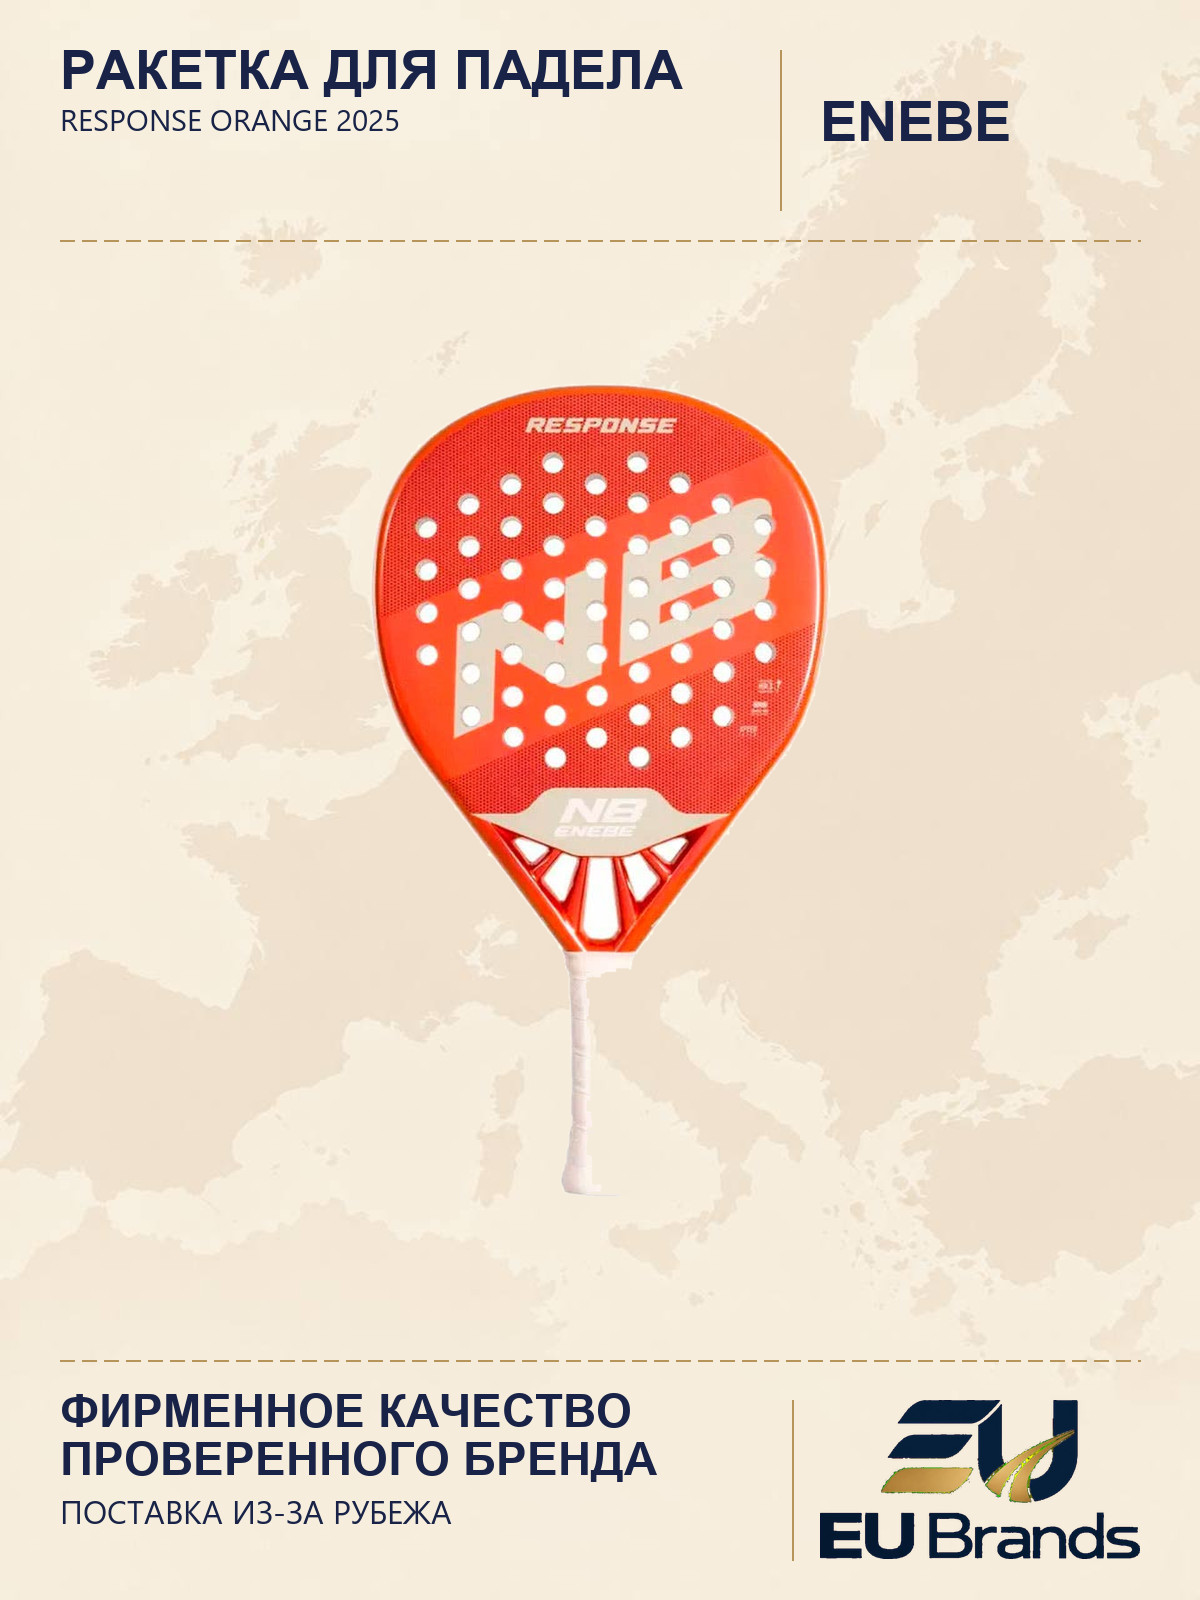 РАКЕТКА ДЛЯ ПАДЕЛА
RESPONSE ORANGE 2025
ENEBE
RESPONSE
NB
NB
ENEBE
ФИРМЕННОЕ КАЧЕСТВО
ПРОВЕРЕННОГО БРЕНДА
ПОСТАВКА ИЗ-ЗА РУБЕЖА
EU
EU Brands